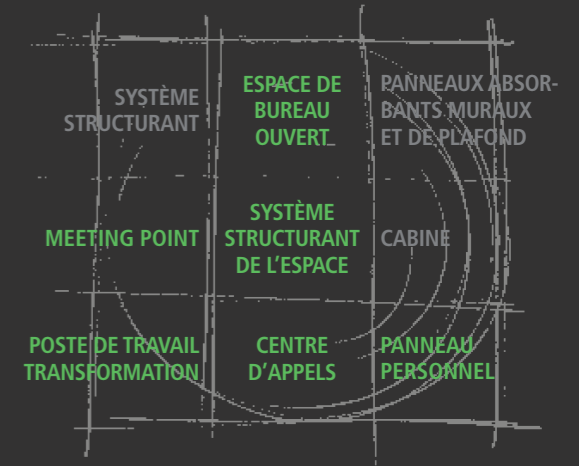 SYSTÈME
STRUCTURANT
ESPACE DE
BUREAU
OUVERT_
PANNEAUX ABSOR-
BANTS MURAUX
ET DE PLAFOND
MEETING POINT
SYSTÈME
STRUCTURANT
DE L'ESPACE
CABINE
POSTE DE TRAVAIL
TRANSFORMATION
CENTRE
D'APPELS
PANNEAU
PERSONNEL